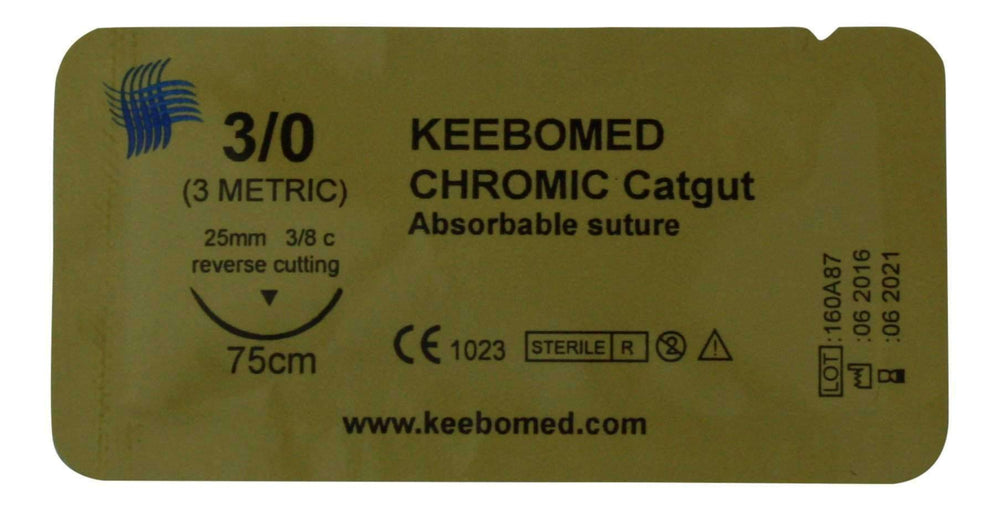 3/0
(3 METRIC)
25mm 3/8 c
reverse cutting
75cm
KEEBOMED
CHROMIC Catgut
Absorbable suture
CE 1023 STERILE R 2
www.keebomed.com
LOT :160A87
:06 2016
:06 2021